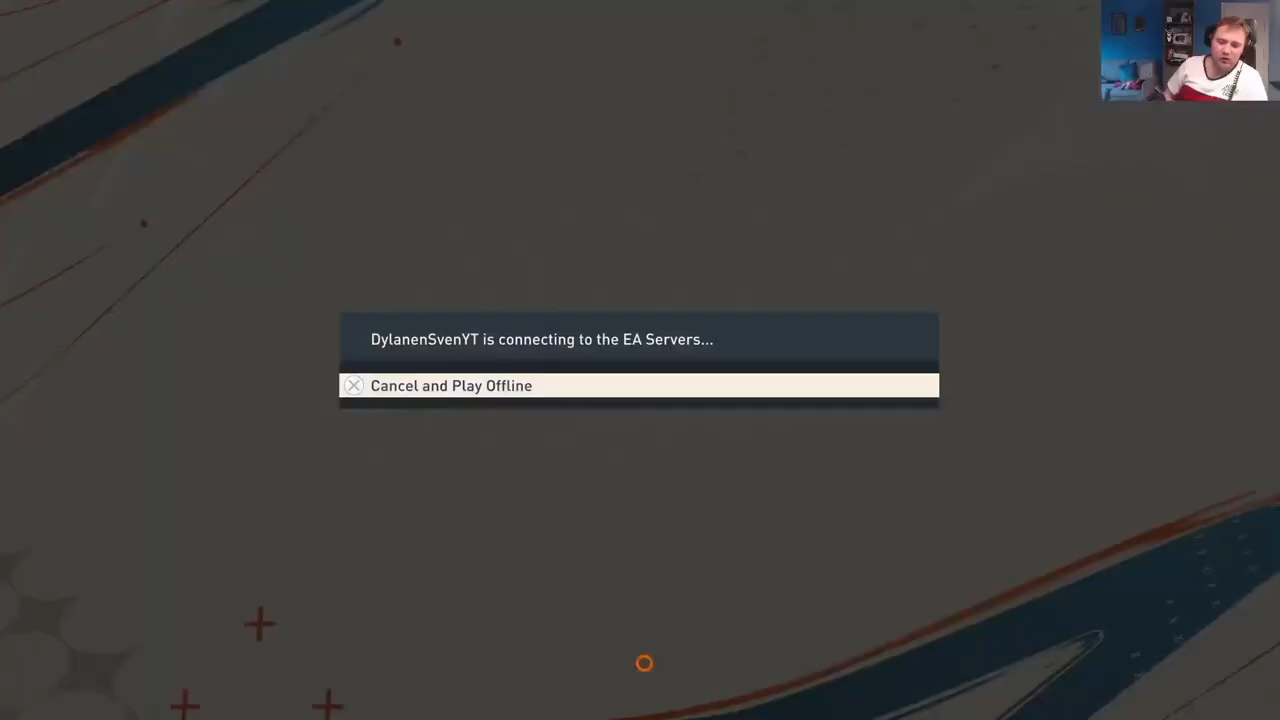 DylanenSvenYT is connecting to the EA Servers...
Cancel and Play Offline